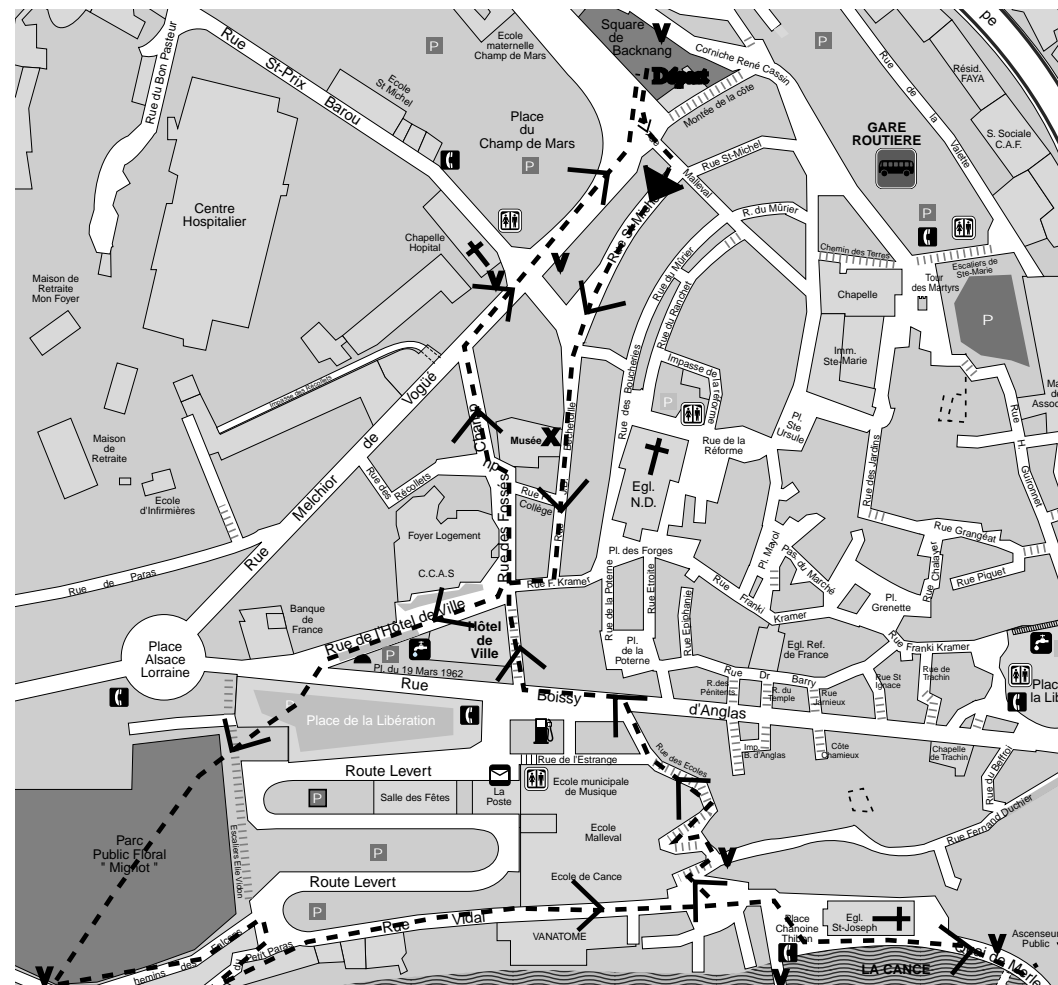 Square
de
Backnang
Départ
Corniche René Cassin
Montée de la côte
P
Ecole
maternelle
Champ de Mars
P
Rue
St-Prix
Barou
Rue du Bon Pasteur
Ecole
St Michel
Place
du
Champ de Mars
P
Résid.
FAYA
Rue de la Valette
S. Sociale
C.A.F.
GARE
ROUTIERE
P
Rue St-Michel
Malleval
R. du Mûrier
Rue St-Michel
Centre
Hospitalier
Chapelle
Hopital
Rue du Mûrier
Rue du Ranchet
Chemin des Terres
Escaliers de
Ste-Marie
Tour
des Martyrs
P
Chapelle
Maison de
Retraite
Mon Foyer
Imm.
Ste-Marie
Impasse des Récollets
Impasse de la réforme
P
Rue des Boucheries
Rue Melchior de Vogüé
Champ
Musée
Béchetoille
Rue de la
Réforme
Pl.
Ste
Ursule
Rue H. Guironnet
Rue des Jardins
Maison
de
Retraite
Ecole
d'Infirmières
Rue des
Récollets
Collège
Egl.
N.D.
Foyer Logement
Rue des Fossés
Rue Grangéat
Rue Piquet
C.C.A.S
Rue F. Kramer
Pl. des Forges
Pl. Mayol
Pas. du Marché
Rue de Paras
Rue de la Poterne
Rue Etroite
Rue Epiphanie
Rue Franki Kramer
Pl.
Grenette
Banque
de
France
Rue de l'Hôtel de Ville
Hôtel
de
Ville
P
Pl. du 19 Mars 1962
Place
Alsace
Lorraine
Pl.
de la
Poterne
Egl. Ref.
de France
Rue Franki Kramer
Rue Dr Barry
R. des
Pénitents
R. du
Temple
Rue
Jarnieux
Rue St
Ignace
Rue de
Trachin
Rue Boissy d'Anglas
Place de la Libération
Imp.
B. d'Anglas
Côte
Chamieux
Chapelle
de Trachin
Rue du Beffroi
Rue de l'Estrange
Rue des Ecoles
Route Levert
P
Salle des Fêtes
La
Poste
Ecole municipale
de Musique
Ecole
Malleval
Rue Fernand Duchier
Parc
Public Floral
" Mignot "
Escaliers Elie Vidon
P
Route Levert
P
Ecole de Cance
Rue Vidal
VANATOME
Place
Chanoine
Thibon
Egl.
St-Joseph
Ascenseur
Public
LA CANCE